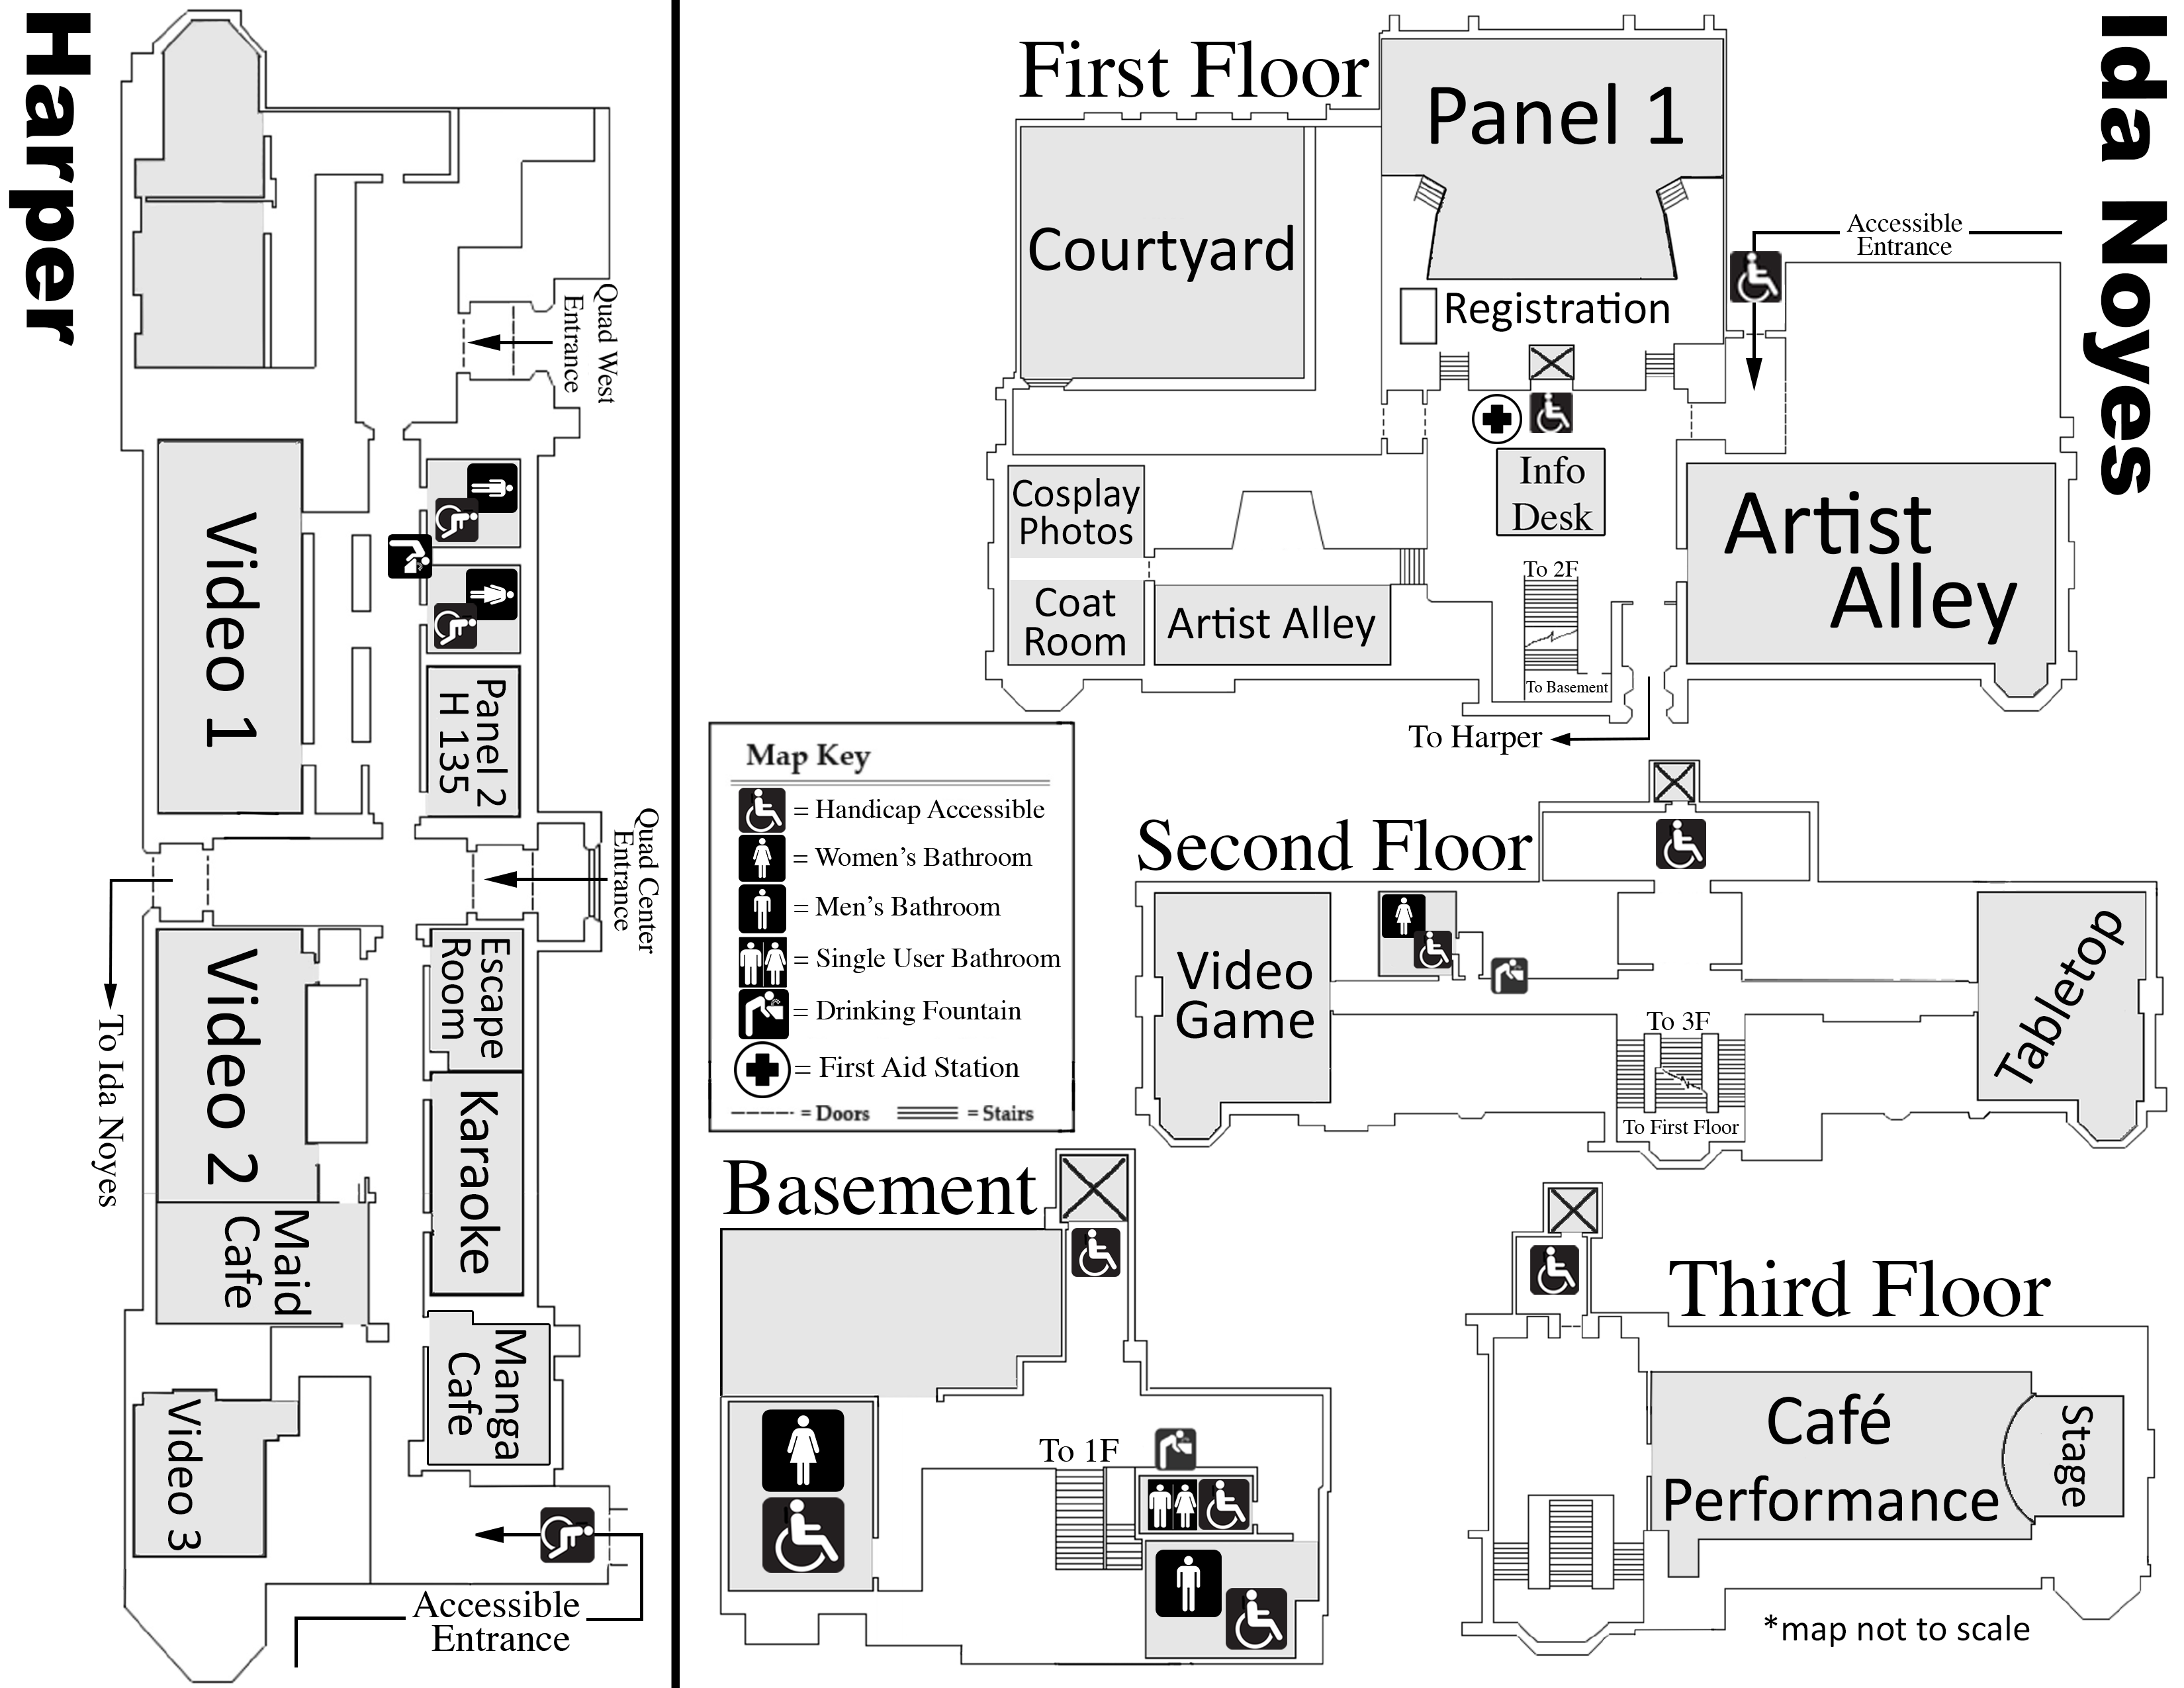 Harper
Quad West
Entrance
Video 1
Panel 2
H 135
Quad Center
Entrance
To Ida Noyes
Video 2
Escape
Room
Karaoke
Maid
Cafe
Manga
Cafe
Video 3
Accessible
Entrance
Ida Noyes
First Floor
Panel 1
Courtyard
Accessible
Entrance
Registration
Info
Desk
Cosplay
Photos
Coat
Room
Artist Alley
Artist
Alley
To 2F
To Basement
To Harper
Map Key
= Handicap Accessible
= Women's Bathroom
= Men's Bathroom
= Single User Bathroom
= Drinking Fountain
= First Aid Station
= Doors
= Stairs
Second Floor
Video
Game
To 3F
To First Floor
Tabletop
Basement
To 1F
Third Floor
Café
Performance
Stage
*map not to scale